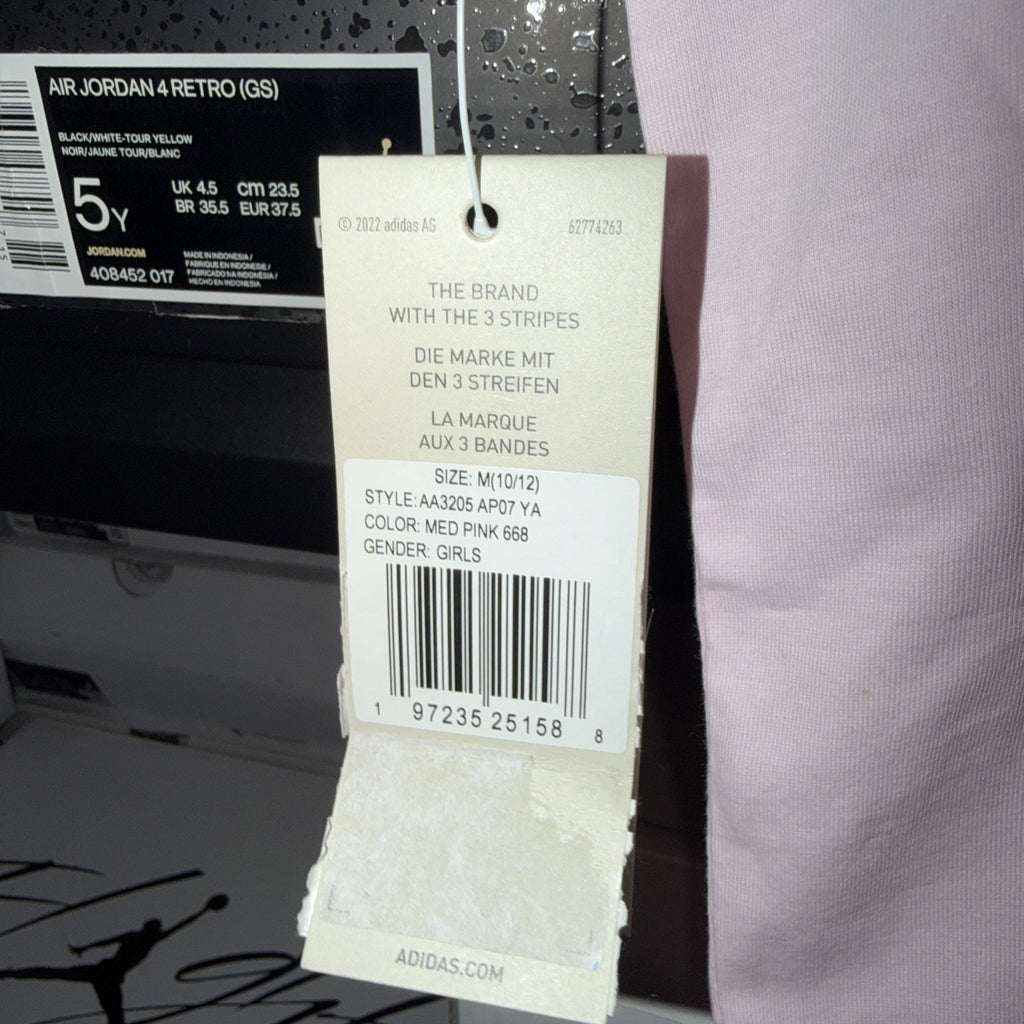 AIR JORDAN 4 RETRO (GS)
BLACK/WHITE-TOUR YELLOW
NOIR/JAUNE TOUR/BLANC
5Y
UK 4.5 cm 23.5
BR 35.5 EUR 37.5
JORDAN.COM
408452 017
MADE IN INDONESIA /
FABRIQUE EN INDONESIE /
FABRICADO NA INDONÉSIA /
HECHO EN INDONESIA
© 2022 adidas AG
62774263
THE BRAND
WITH THE 3 STRIPES
DIE MARKE MIT
DEN 3 STREIFEN
LA MARQUE
AUX 3 BANDES
SIZE: M(10/12)
STYLE: AA3205 AP07 YA
COLOR: MED PINK 668
GENDER: GIRLS
1 97235 25158 8
ADIDAS.COM